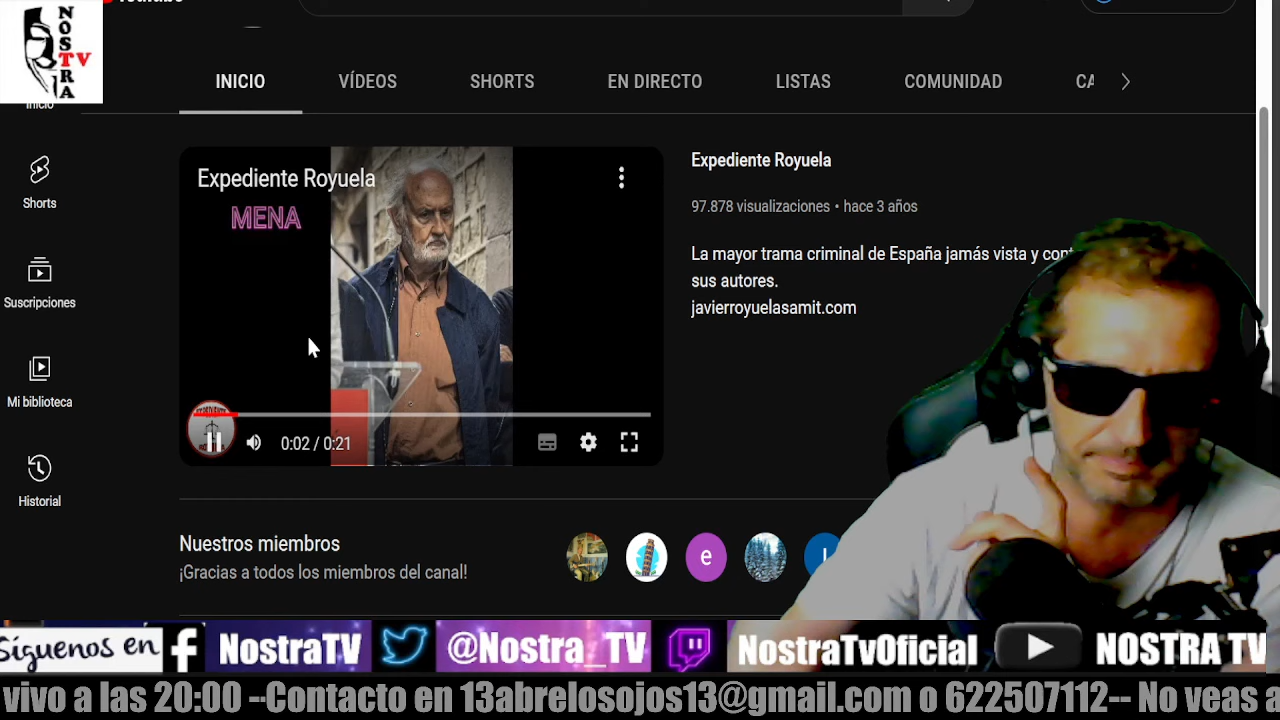 NOSTRA
TV
INICIO
VÍDEOS
SHORTS
EN DIRECTO
LISTAS
COMUNIDAD
Inicio
Shorts
Suscripciones
Mi biblioteca
Historial
Expediente Royuela
MENA
0:02 / 0:21
Expediente Royuela
97.878 visualizaciones • hace 3 años
La mayor trama criminal de España jamás vista y
sus autores.
javierroyuelasamit.com
Nuestros miembros
¡Gracias a todos los miembros del canal!
e
Síguenos en
f
NostraTV
@Nostra_TV
NostraTvOficial
NOSTRA TV
vivo a las 20:00 --Contacto en 13abrelosojos13@gmail.com o 622507112-- No veas a